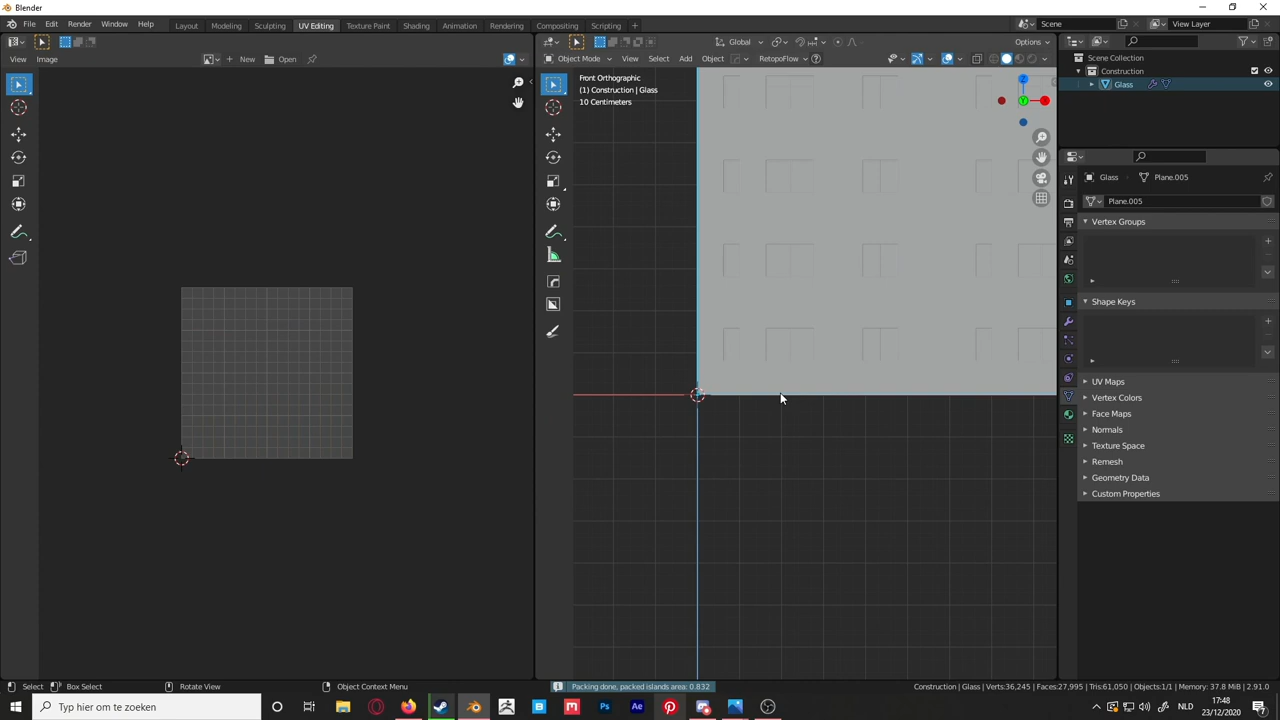 Blender
File Edit Render Window Help Layout Modeling Sculpting UV Editing Texture Paint Shading Animation Rendering Compositing Scripting Scene View Layer
Global Options
View Image New Open Object Mode View Select Add Object RetopoFlow
Scene Collection
Construction
Glass
Front Orthographic
(1) Construction | Glass
10 Centimeters
Z
X
Y
Glass Plane.005
Plane.005
Vertex Groups
Shape Keys
UV Maps
Vertex Colors
Face Maps
Normals
Texture Space
Remesh
Geometry Data
Custom Properties
Select Box Select Rotate View Object Context Menu Packing done, packed islands area: 0.832 Construction | Glass | Verts:36,245 | Faces:27,995 | Tris:61,050 | Objects:1/1 | Memory: 37.8 MiB | 2.91
Typ hier om te zoeken
NLD
17:48
23/12/2020